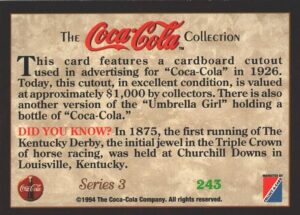 The Coca-Cola Collection
This card features a cardboard cutout
used in advertising for "Coca-Cola" in 1926.
Today, this cutout, in excellent condition, is valued
at approximately $1,000 by collectors. There is also
another version of the "Umbrella Girl" holding a
bottle of "Coca-Cola."
DID YOU KNOW? In 1875, the first running of The
Kentucky Derby, the initial jewel in the Triple Crown
of horse racing, was held at Churchill Downs in
Louisville, Kentucky.
Coca-Cola
Series 3
243
©1994 The Coca-Cola Company. All rights reserved.